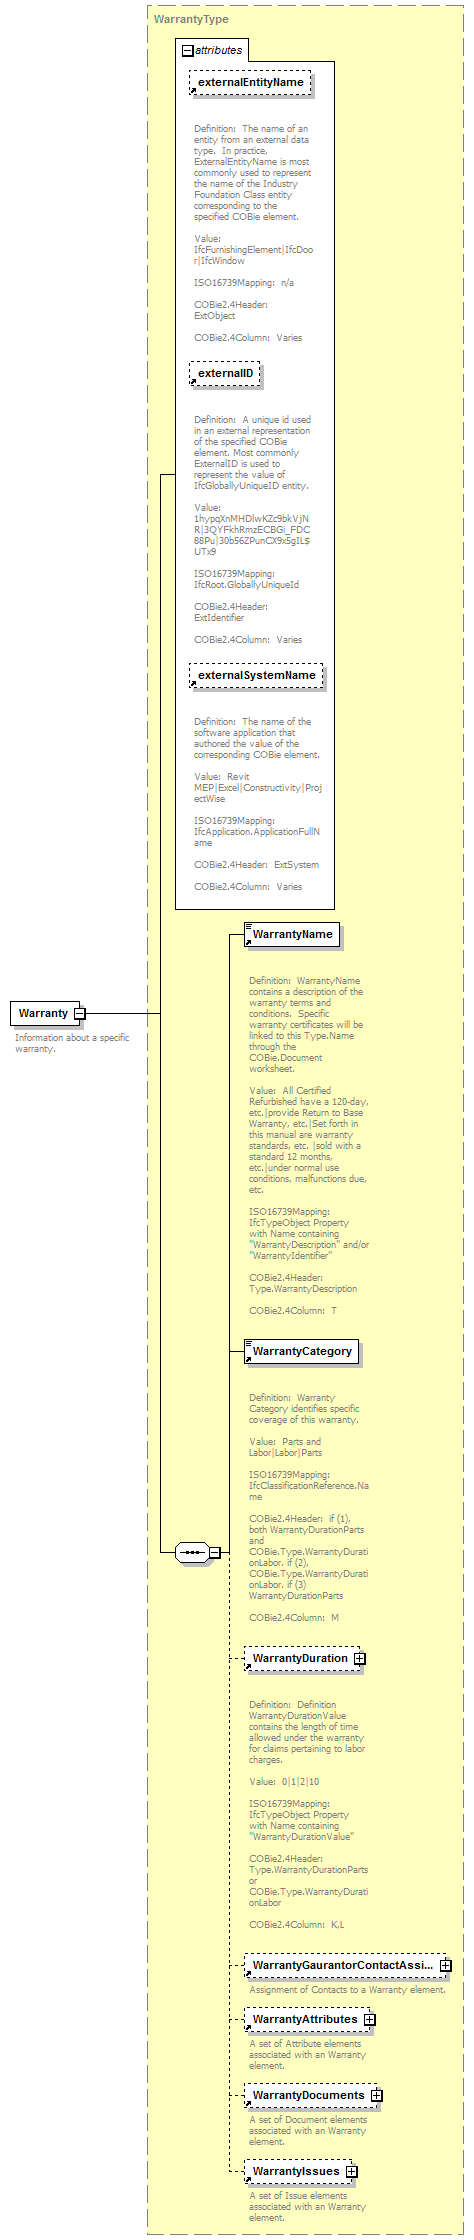 WarrantyType
attributes
externalEntityName
Definition:  The name of an
entity from an external data
type.  In practice,
ExternalEntityName is most
commonly used to represent
the name of the Industry
Foundation Class entity
corresponding to the
specified COBie element.
Value:
IfcFurnishingElement|IfcDoo
r|IfcWindow
ISO16739Mapping:  n/a
COBie2.4Header:
ExtObject
COBie2.4Column:  Varies
externalID
Definition:  A unique id used
in an external representation
of the specified COBie
element. Most commonly
ExternalID is used to
represent the value of
IfcGloballyUniqueID entity.
Value:
1hypqXnMHDlwKZc9bkVjN
R|3QYFkhRmzECBGi_FDC
88Pu|30b56ZPunCX9x5gIL$
UTx9
ISO16739Mapping:
IfcRoot.GloballyUniqueId
COBie2.4Header:
ExtIdentifier
COBie2.4Column:  Varies
externalSystemName
Definition:  The name of the
software application that
authored the value of the
corresponding COBie element.
Value:  Revit
MEP|Excel|Constructivity|Proj
ectWise
ISO16739Mapping:
IfcApplication.ApplicationFullN
ame
COBie2.4Header:  ExtSystem
COBie2.4Column:  Varies
Warranty
Information about a specific
warranty.
WarrantyName
Definition:  WarrantyName
contains a description of the
warranty terms and
conditions.  Specific
warranty certificates will be
linked to this Type.Name
through the
COBie.Document
worksheet.
Value:  All Certified
Refurbished have a 120-day,
etc.|provide Return to Base
Warranty, etc.|Set forth in
this manual are warranty
standards, etc. |sold with a
standard 12 months,
etc.|under normal use
conditions, malfunctions due,
etc.
ISO16739Mapping:
IfcTypeObject Property
with Name containing
"WarrantyDescription" and/or
"WarrantyIdentifier"
COBie2.4Header:
Type.WarrantyDescription
COBie2.4Column:  T
WarrantyCategory
Definition:  Warranty
Category identifies specific
coverage of this warranty.
Value:  Parts and
Labor|Labor|Parts
ISO16739Mapping:
IfcClassificationReference.Na
me
COBie2.4Header:  if (1),
both WarrantyDurationParts
and
COBie.Type.WarrantyDurati
onLabor. if (2),
COBie.Type.WarrantyDurati
onLabor. if (3)
WarrantyDurationParts
COBie2.4Column:  M
WarrantyDuration
Definition:  Definition
WarrantyDurationValue
contains the length of time
allowed under the warranty
for claims pertaining to labor
charges.
Value:  0|1|2|10
ISO16739Mapping:
IfcTypeObject Property
with Name containing
"WarrantyDurationValue"
COBie2.4Header:
Type.WarrantyDurationParts
or
COBie.Type.WarrantyDurati
onLabor
COBie2.4Column:  K,L
WarrantyGaurantorContactAssi...
Assignment of Contacts to a Warranty element.
WarrantyAttributes
A set of Attribute elements
associated with an Warranty
element.
WarrantyDocuments
A set of Document elements
associated with an Warranty
element.
WarrantyIssues
A set of Issue elements
associated with an Warranty
element.